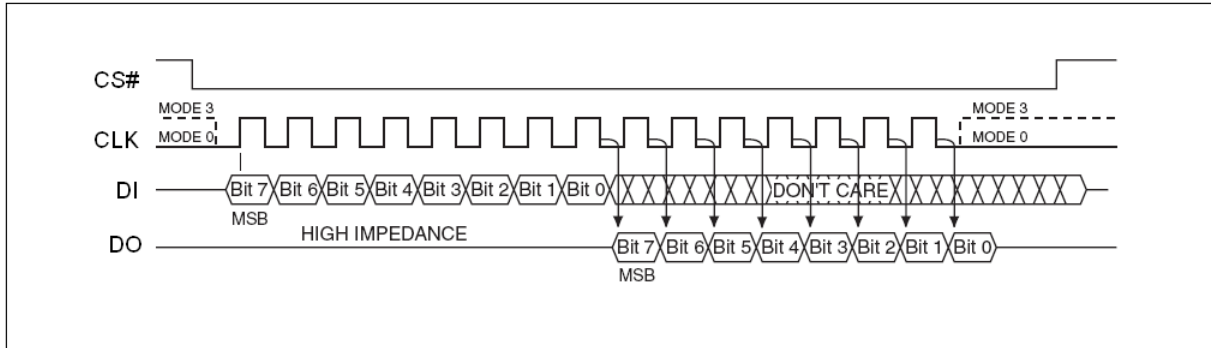 CS#
MODE 3 MODE 3
CLK MODE 0 MODE 0
DI Bit 7 Bit 6 Bit 5 Bit 4 Bit 3 Bit 2 Bit 1 Bit 0 DON'T CARE
MSB
HIGH IMPEDANCE
DO Bit 7 Bit 6 Bit 5 Bit 4 Bit 3 Bit 2 Bit 1 Bit 0
MSB